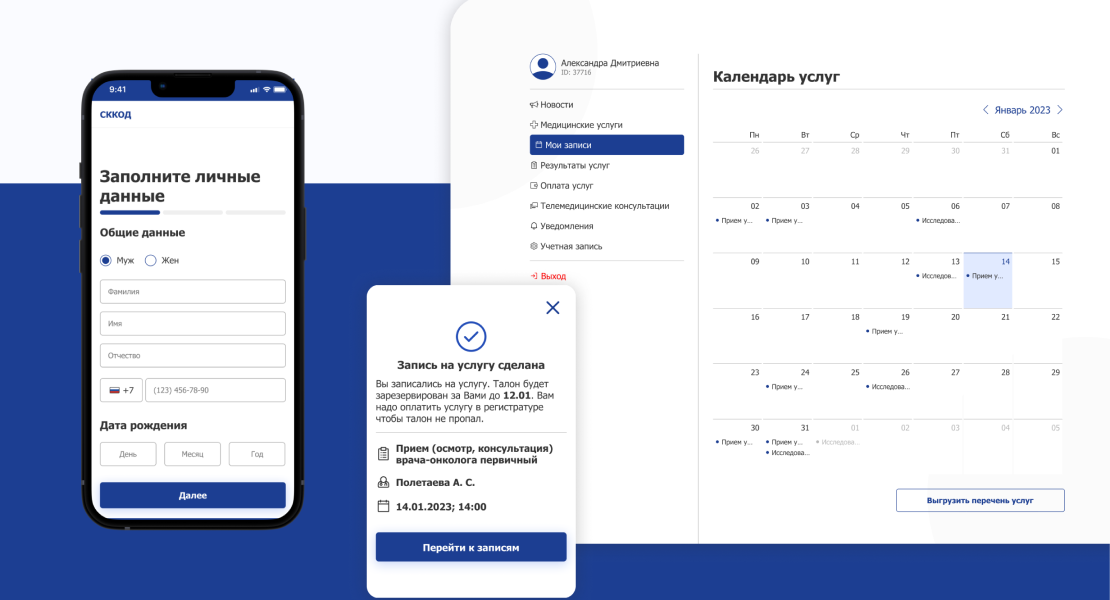 9:41
СККОД
Заполните личные
данные
Общие данные
Муж Жен
Фамилия
Имя
Отчество
+7 (123) 456-78-90
Дата рождения
День Месяц Год
Далее
Александра Дмитриевна
ID: 37716
Новости
Медицинские услуги
Мои записи
Результаты услуг
Оплата услуг
Телемедицинские консультации
Уведомления
Учетная запись
Выход
Запись на услугу сделана
Вы записались на услугу. Талон будет
зарезервирован за Вами до 12.01. Вам
надо оплатить услугу в регистратуре
чтобы талон не пропал.
Прием (осмотр, консультация)
врача-онколога первичный
Полетаева А. С.
14.01.2023; 14:00
Перейти к записям
Календарь услуг
Январь 2023
Пн Вт Ср Чт Пт Сб Вс
26 27 28 29 30 31 01
02 03 04 05 06 07 08
• Прием у... • Прием у... • Исследова...
09 10 11 12 13 14 15
• Исследов... • Прием у...
16 17 18 19 20 21 22
• Прием у...
23 24 25 26 27 28 29
• Прием у... • Исследова...
30 31 01 02 03 04 05
• Прием у... • Прием у... • Исследова...
• Исследова...
Выгрузить перечень услуг